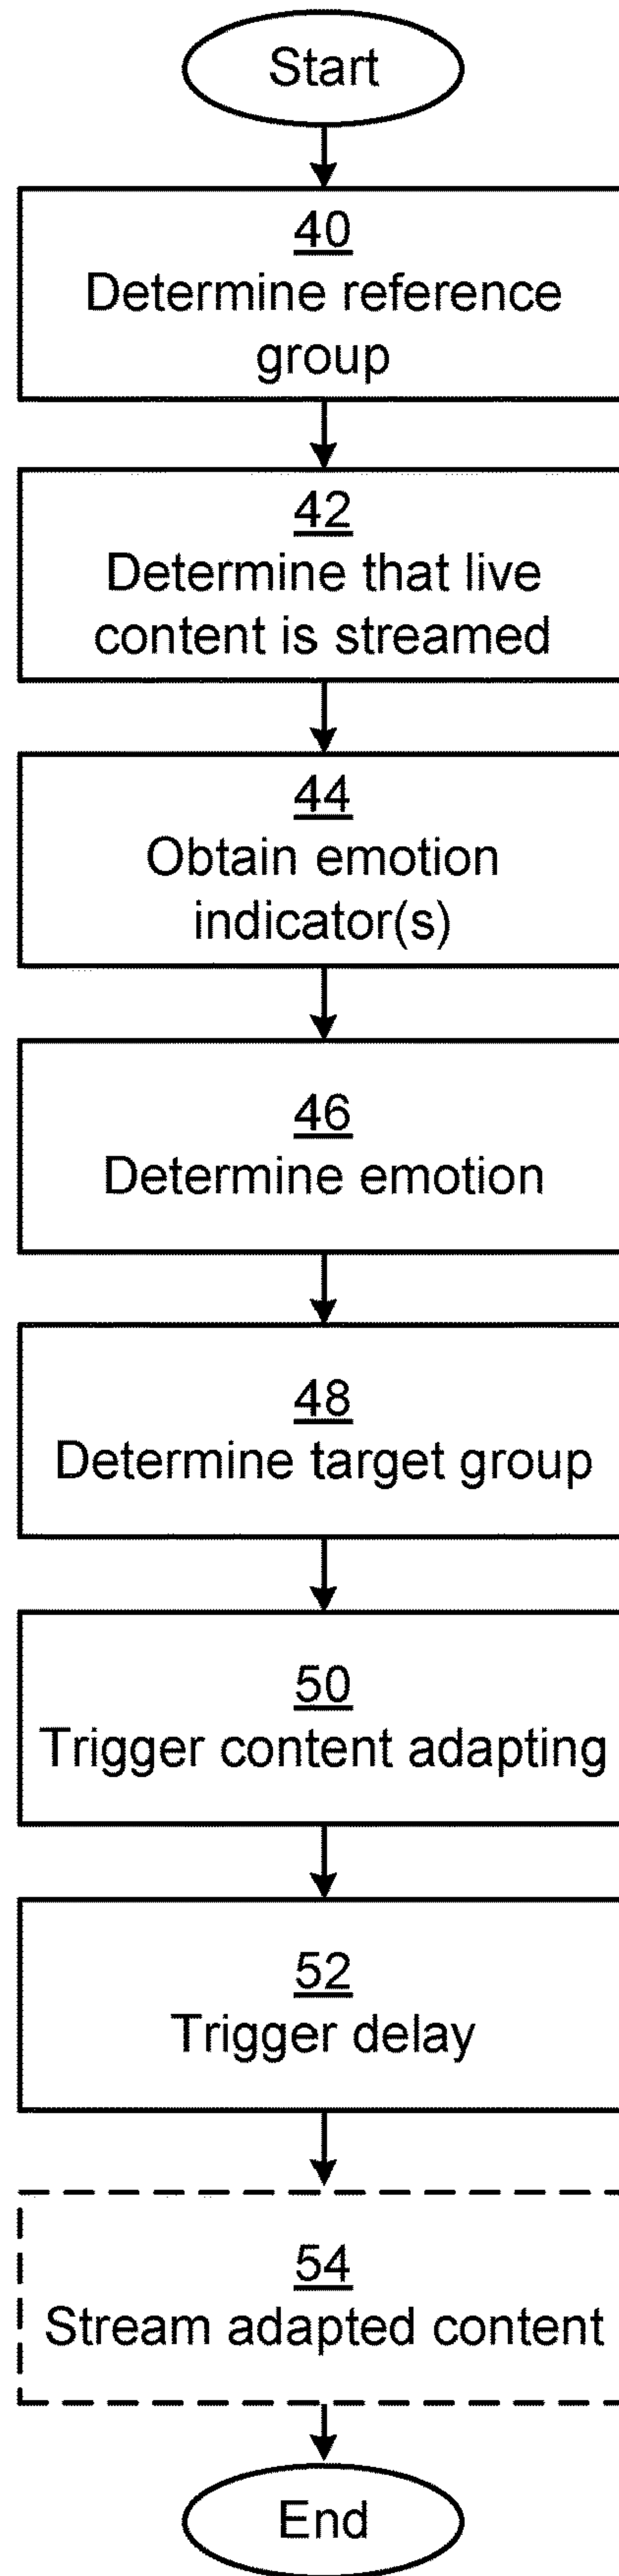 Start
40
Determine reference
group
42
Determine that live
content is streamed
44
Obtain emotion
indicator(s)
46
Determine emotion
48
Determine target group
50
Trigger content adapting
52
Trigger delay
54
Stream adapted content
End